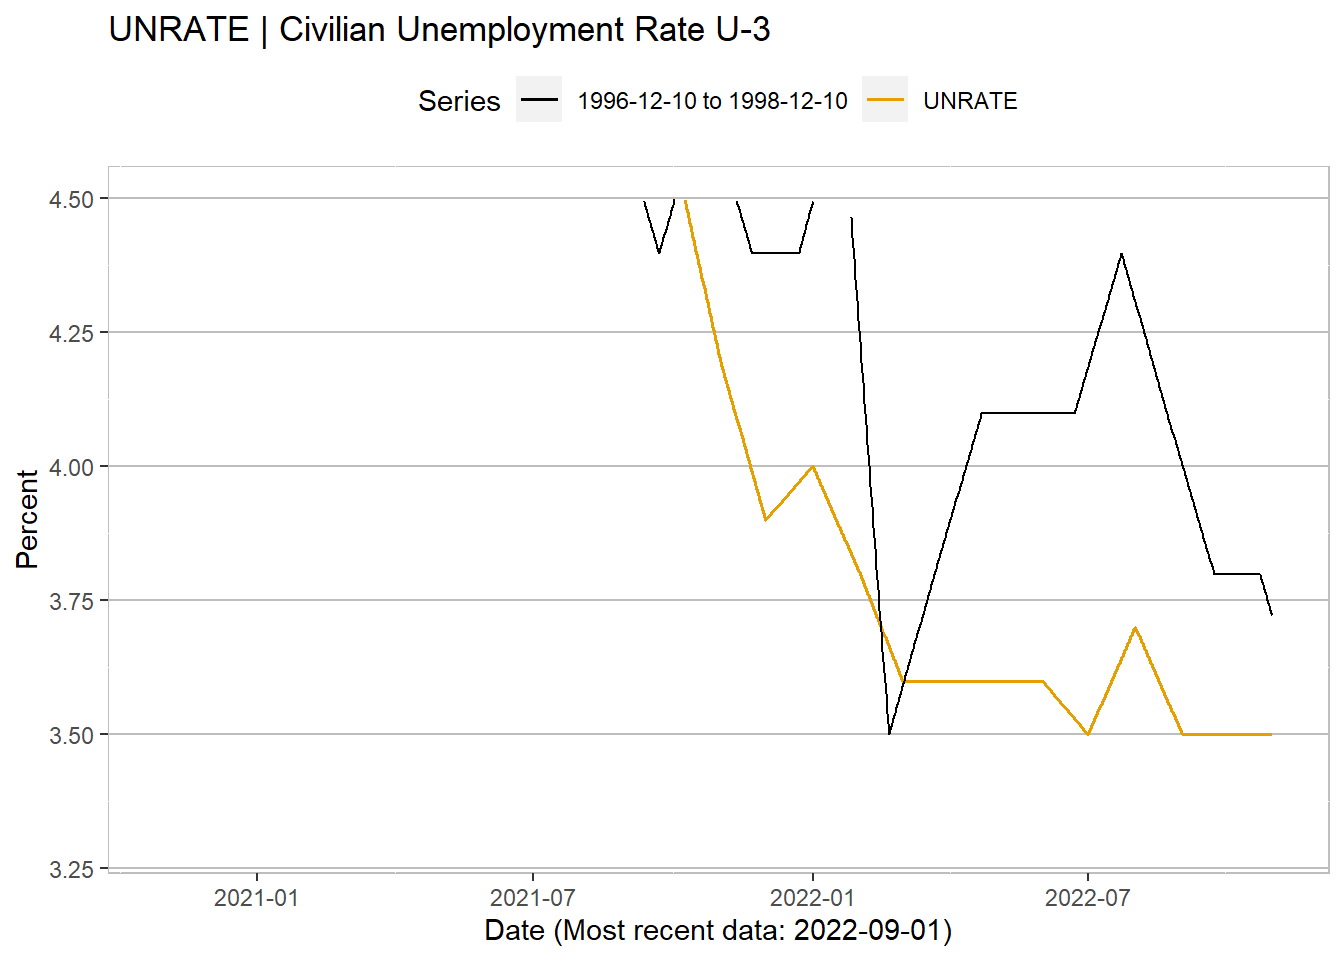 UNRATE | Civilian Unemployment Rate U-3
Series 1996-12-10 to 1998-12-10 UNRATE
4.50
4.25
4.00
3.75
3.50
3.25
Percent
2021-01 2021-07 2022-01 2022-07
Date (Most recent data: 2022-09-01)